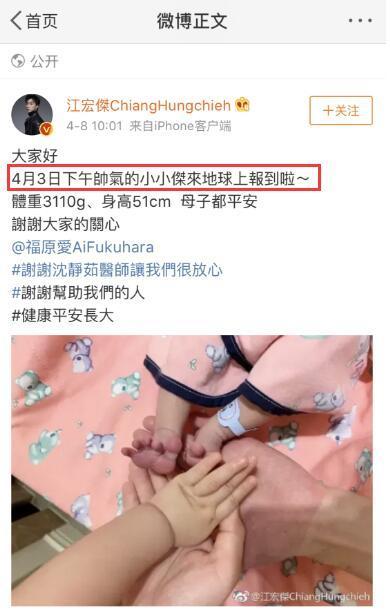 首页
微博正文
公开
江宏傑ChiangHungchieh
4-8 10:01 来自iPhone客户端
+关注
大家好
4月3日下午帥氣的小小傑來地球上報到啦～
體重3110g、身高51cm 母子都平安
謝謝大家的關心
@福原愛AiFukuhara
#謝謝沈靜茹醫師讓我們很放心
#謝謝幫助我們的人
#健康平安長大
@江宏傑ChiangHungchieh